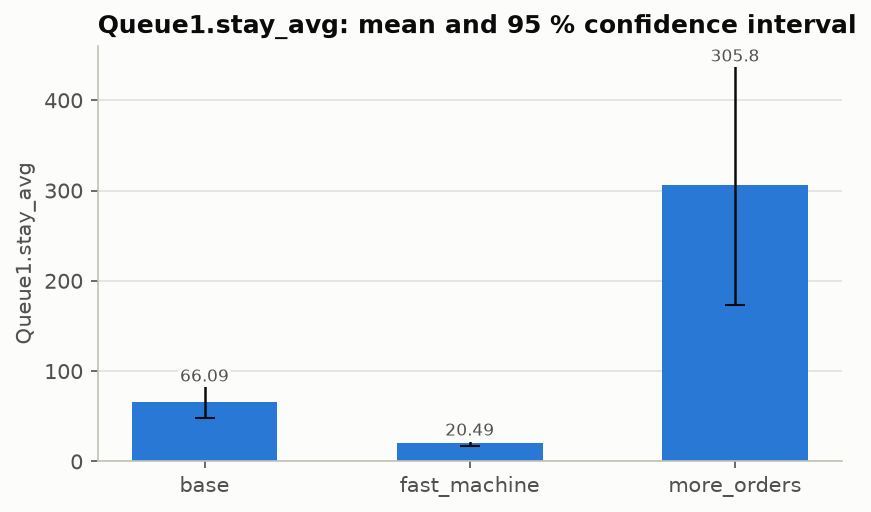 Queue1.stay_avg: mean and 95 % confidence interval
Queue1.stay_avg
400
300
200
100
0
66.09
20.49
305.8
base
fast_machine
more_orders